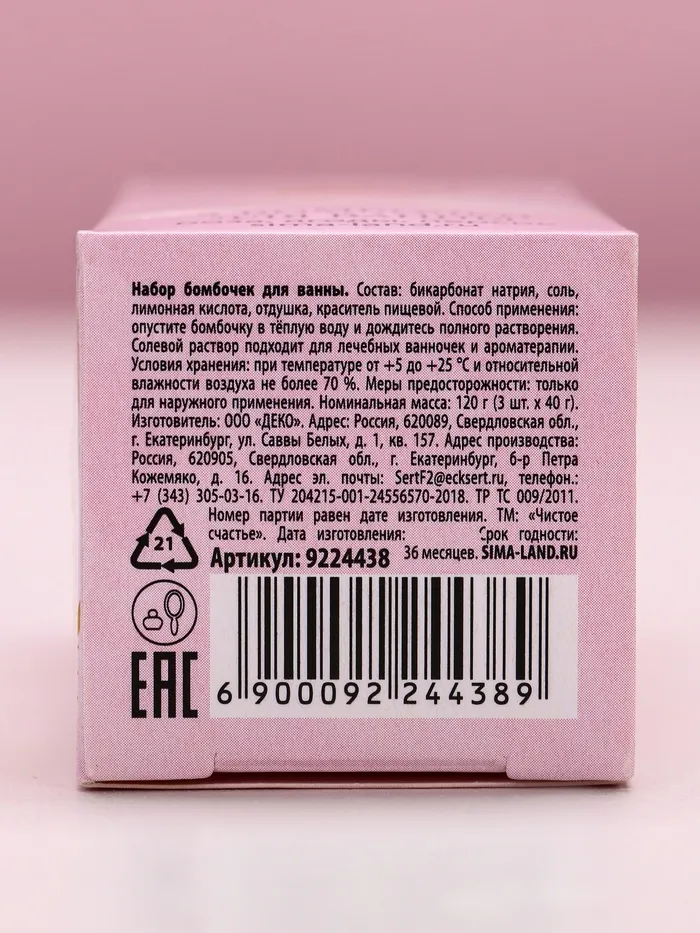 sima-land.ru
Набор бомбочек для ванны. Состав: бикарбонат натрия, соль,
лимонная кислота, отдушка, краситель пищевой. Способ применения:
опустите бомбочку в тёплую воду и дождитесь полного растворения.
Солевой раствор подходит для лечебных ванночек и ароматерапии.
Условия хранения: при температуре от +5 до +25 °С и относительной
влажности воздуха не более 70 %. Меры предосторожности: только
для наружного применения. Номинальная масса: 120 г (3 шт. х 40 г).
Изготовитель: ООО «ДЕКО». Адрес: Россия, 620089, Свердловская обл.,
г. Екатеринбург, ул. Саввы Белых, д. 1, кв. 157. Адрес производства:
Россия, 620905, Свердловская обл., г. Екатеринбург, б-р Петра
Кожемяко, д. 16. Адрес эл. почты: SertF2@ecksert.ru, телефон.:
+7 (343) 305-03-16. ТУ 204215-001-24556570-2018. ТР ТС 009/2011.
Номер партии равен дате изготовления. ТМ: «Чистое
счастье». Дата изготовления: Срок годности:
Артикул: 9224438 36 месяцев. SIMA-LAND.RU
21
EAC
6 900092 244389